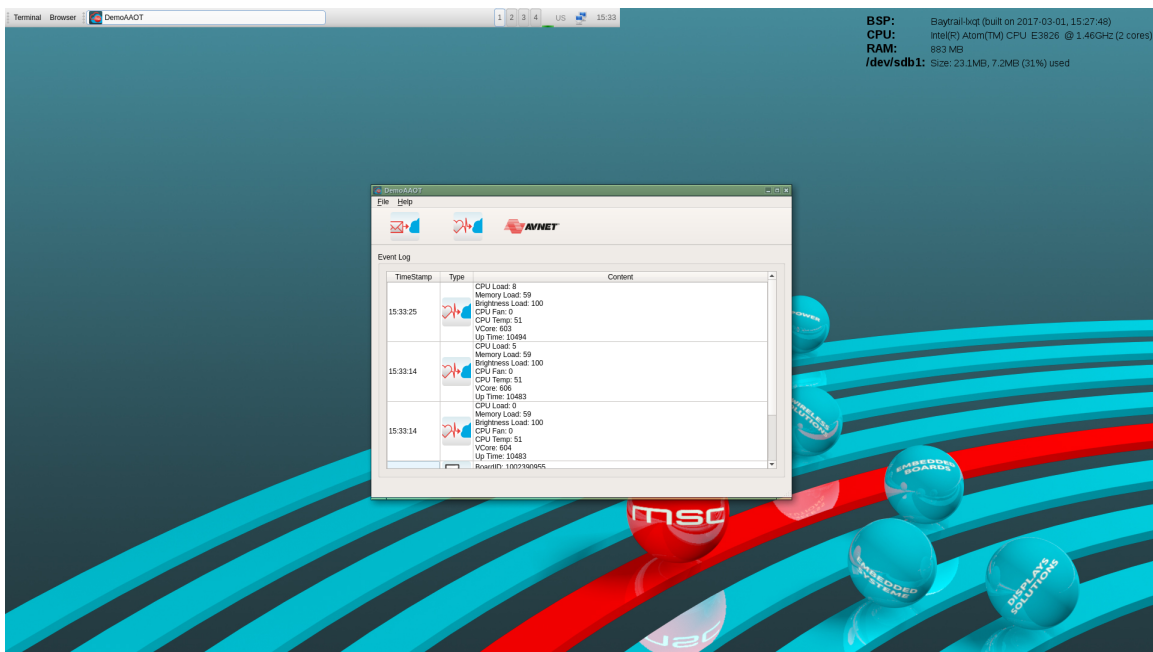 Terminal Browser DemoAAOT 1 2 3 4 US 15:33
BSP: Baytrail-lxqt (built on 2017-03-01, 15:27:48)
CPU: Intel(R) Atom(TM) CPU E3826 @ 1.46GHz (2 cores)
RAM: 883 MB
/dev/sdb1: Size: 23.1MB, 7.2MB (31%) used
DemoAAOT
File Help
AVNET
Event Log
TimeStamp Type Content
CPU Load: 8
Memory Load: 59
Brightness Load: 100
15:33:25 CPU Fan: 0
CPU Temp: 51
VCore: 603
Up Time: 10494
CPU Load: 5
Memory Load: 59
Brightness Load: 100
15:33:14 CPU Fan: 0
CPU Temp: 51
VCore: 606
Up Time: 10483
CPU Load: 0
Memory Load: 59
Brightness Load: 100
15:33:14 CPU Fan: 0
CPU Temp: 51
VCore: 604
Up Time: 10483
BoardID: 1002390955
POWER
WIRELESS
SOLUTIONS
EMBEDDED
BOARDS
msc
EMBEDDED
SYSTEME
DISPLAYS
SOLUTIONS